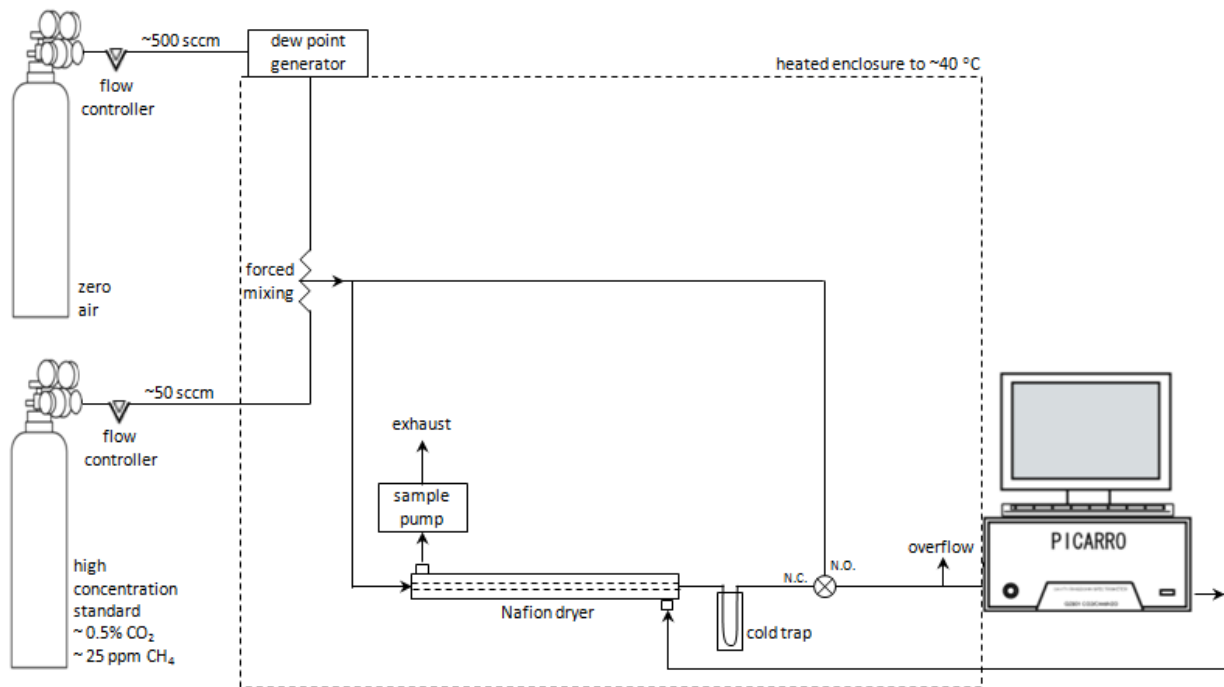 ~500 sccm
flow
controller
dew point
generator
heated enclosure to ~40 °C
zero
air
forced
mixing
~50 sccm
flow
controller
high
concentration
standard
~ 0.5% CO₂
~ 25 ppm CH₄
exhaust
sample
pump
Nafion dryer
cold trap
N.C.
N.O.
overflow
PICARRO